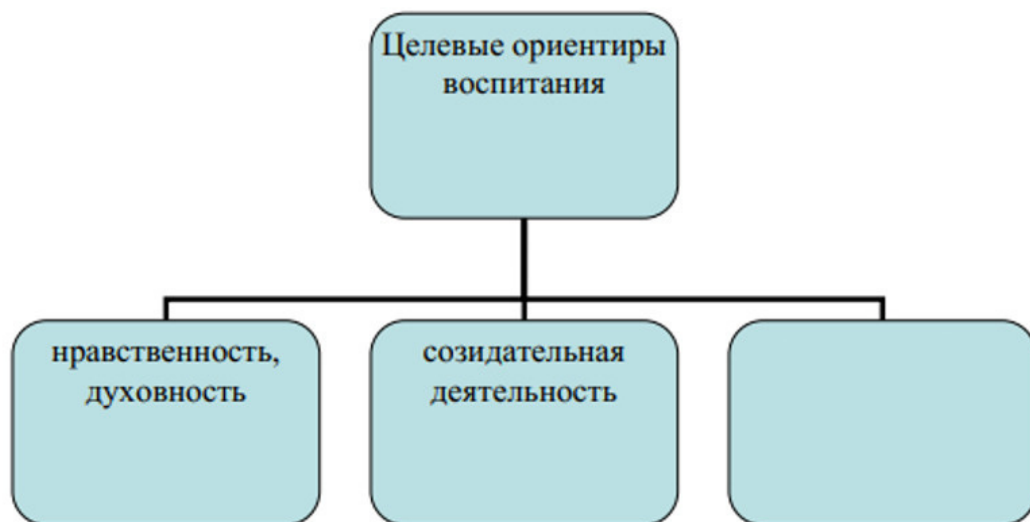 Целевые ориентиры
воспитания
нравственность,
духовность
созидательная
деятельность